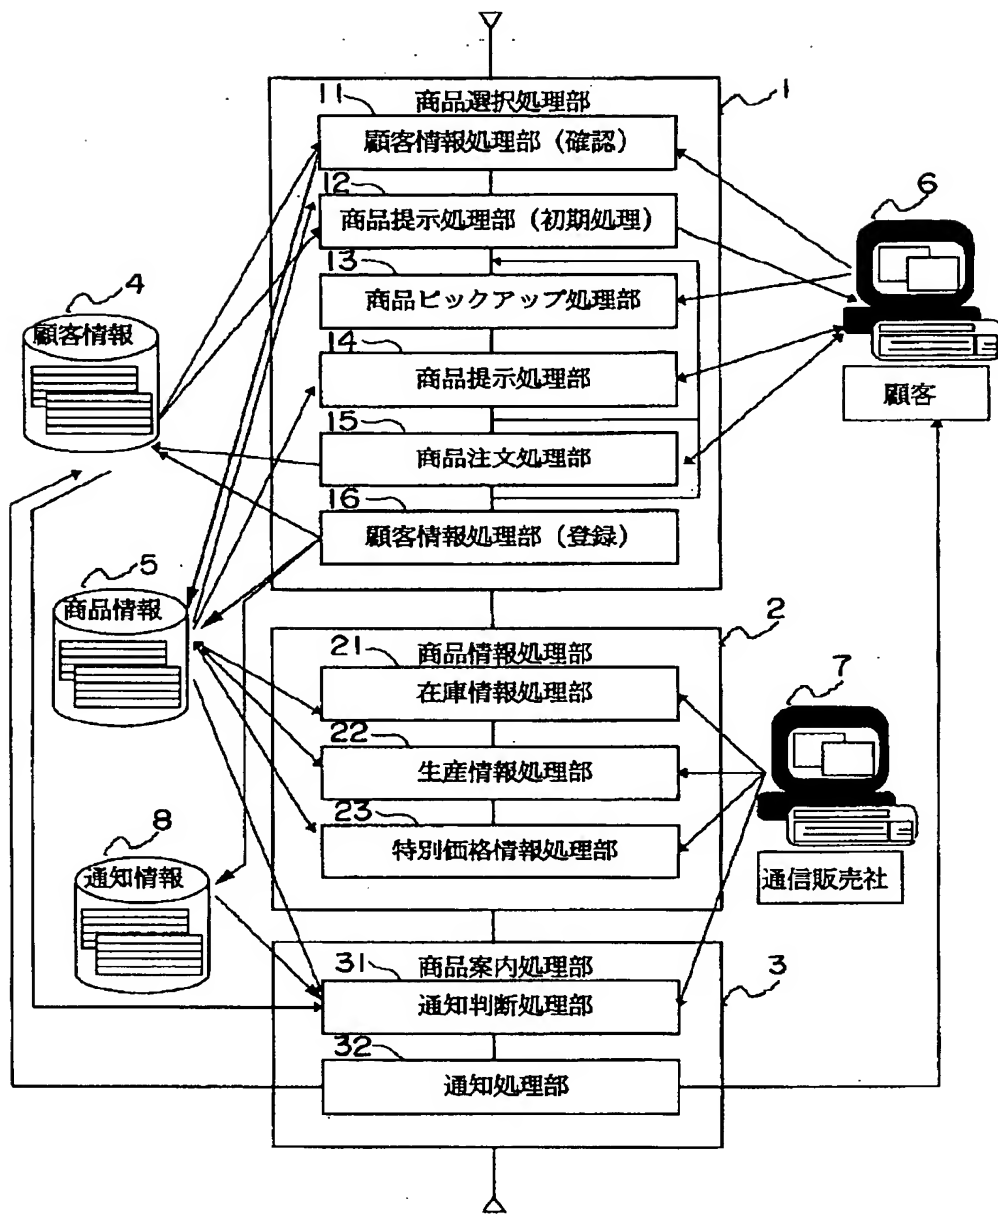 商品選択処理部
1
11
顧客情報処理部（確認）
12
商品提示処理部（初期処理）
13
商品ピックアップ処理部
14
商品提示処理部
15
商品注文処理部
16
顧客情報処理部（登録）
6
顧客
4
顧客情報
5
商品情報
2
商品情報処理部
21
在庫情報処理部
22
生産情報処理部
23
特別価格情報処理部
7
通信販売社
8
通知情報
商品案内処理部
3
31
通知判断処理部
32
通知処理部